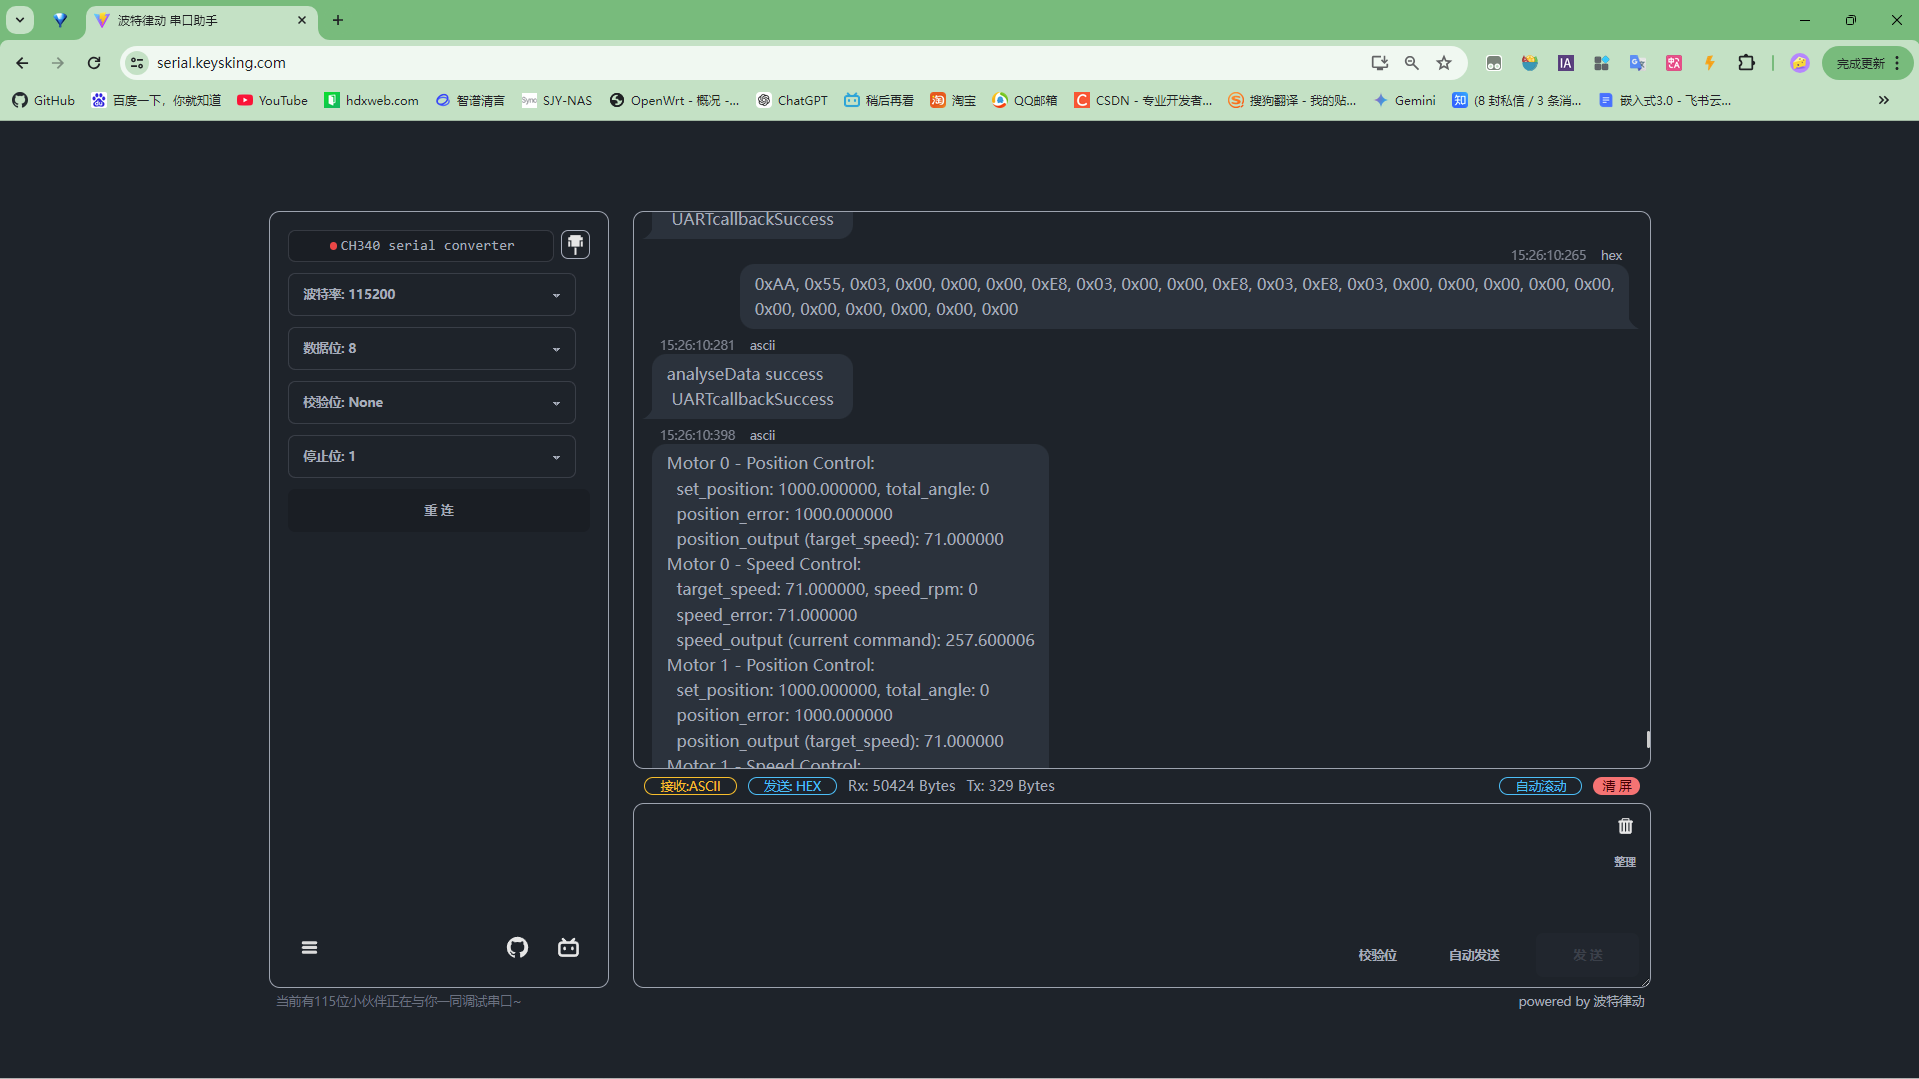 波特律动 串口助手
serial.keysking.com
完成更新
GitHub
百度一下，你就知道
YouTube
hdxweb.com
智谱清言
SJY-NAS
OpenWrt - 概况 -...
ChatGPT
稍后再看
淘宝
QQ邮箱
CSDN - 专业开发者...
搜狗翻译 - 我的贴...
Gemini
(8 封私信 / 3 条消...
嵌入式3.0 - 飞书云...
CH340 serial converter
波特率: 115200
数据位: 8
校验位: None
停止位: 1
重 连
当前有115位小伙伴正在与你一同调试串口~
UARTcallbackSuccess
15:26:10:265 hex
0xAA, 0x55, 0x03, 0x00, 0x00, 0x00, 0xE8, 0x03, 0x00, 0x00, 0xE8, 0x03, 0xE8, 0x03, 0x00, 0x00, 0x00, 0x00, 0x00,
0x00, 0x00, 0x00, 0x00, 0x00, 0x00
15:26:10:281 ascii
analyseData success
UARTcallbackSuccess
15:26:10:398 ascii
Motor 0 - Position Control:
set_position: 1000.000000, total_angle: 0
position_error: 1000.000000
position_output (target_speed): 71.000000
Motor 0 - Speed Control:
target_speed: 71.000000, speed_rpm: 0
speed_error: 71.000000
speed_output (current command): 257.600006
Motor 1 - Position Control:
set_position: 1000.000000, total_angle: 0
position_error: 1000.000000
position_output (target_speed): 71.000000
Motor 1 - Speed Control:
接收:ASCII
发送: HEX
Rx: 50424 Bytes
Tx: 329 Bytes
自动滚动
清 屏
整理
校验位
自动发送
发 送
powered by 波特律动